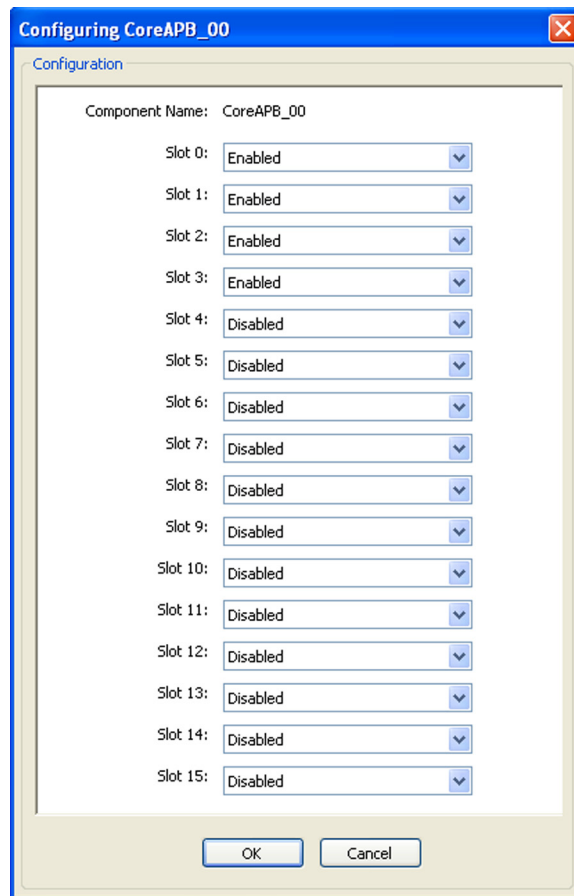 Configuring CoreAPB_00
Configuration
Component Name: CoreAPB_00
Slot 0: Enabled
Slot 1: Enabled
Slot 2: Enabled
Slot 3: Enabled
Slot 4: Disabled
Slot 5: Disabled
Slot 6: Disabled
Slot 7: Disabled
Slot 8: Disabled
Slot 9: Disabled
Slot 10: Disabled
Slot 11: Disabled
Slot 12: Disabled
Slot 13: Disabled
Slot 14: Disabled
Slot 15: Disabled
OK Cancel